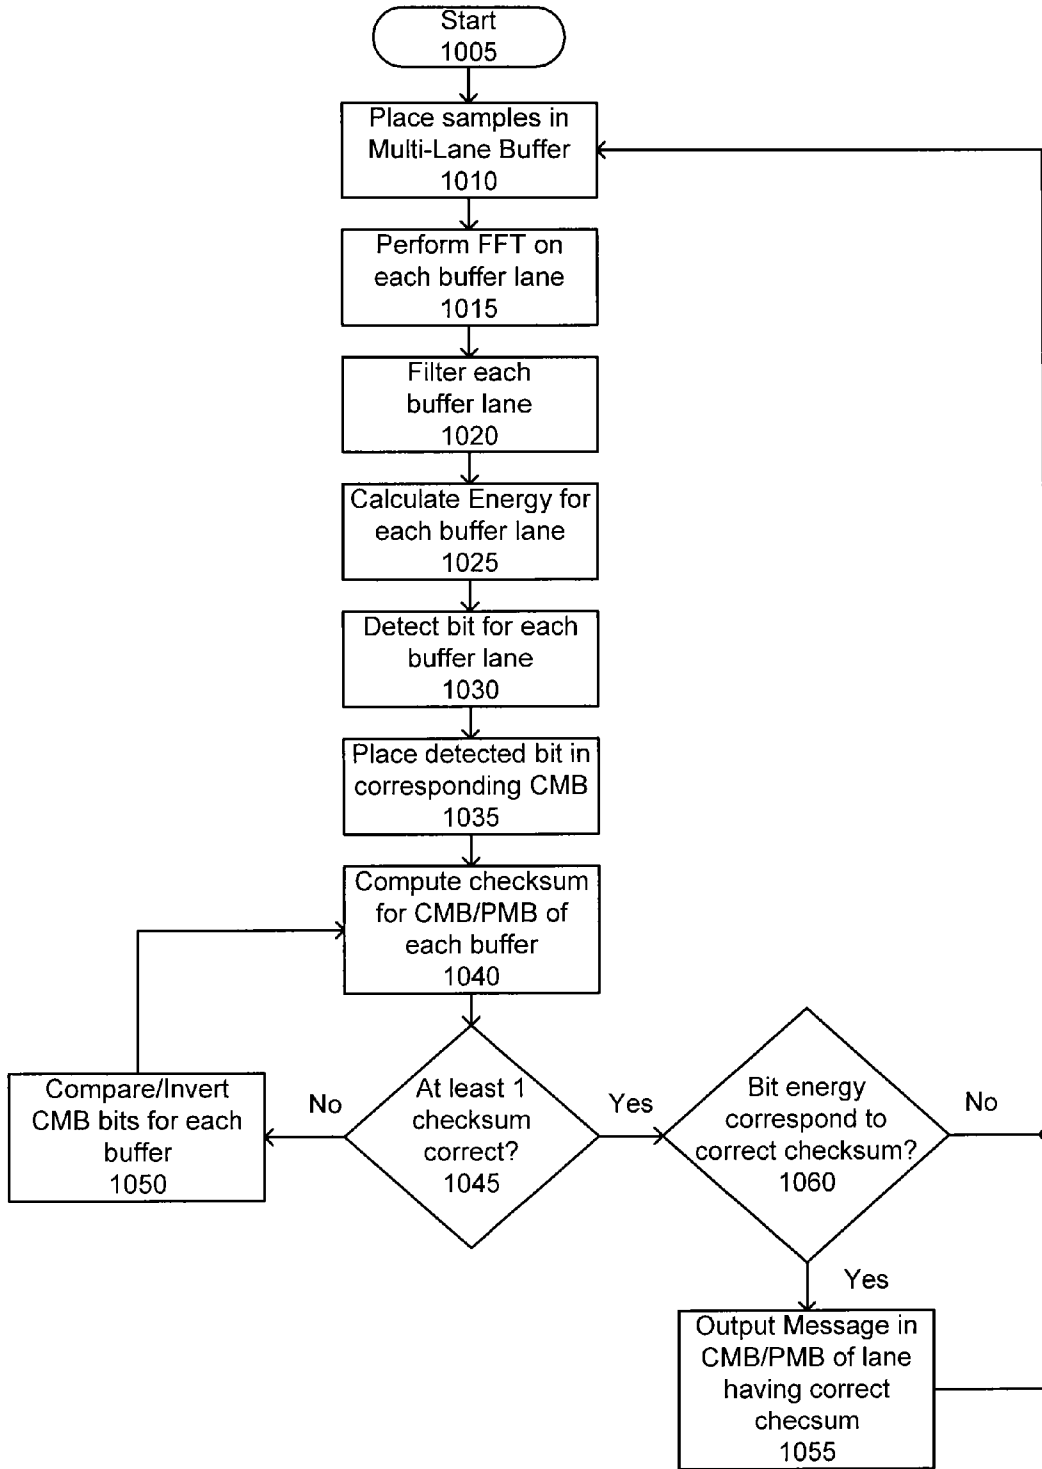 Start
1005
Place samples in
Multi-Lane Buffer
1010
Perform FFT on
each buffer lane
1015
Filter each
buffer lane
1020
Calculate Energy for
each buffer lane
1025
Detect bit for each
buffer lane
1030
Place detected bit in
corresponding CMB
1035
Compute checksum
for CMB/PMB of
each buffer
1040
At least 1
checksum
correct?
1045
No
Yes
Compare/Invert
CMB bits for each
buffer
1050
Bit energy
correspond to
correct checksum?
1060
No
Yes
Output Message in
CMB/PMB of lane
having correct
checsum
1055